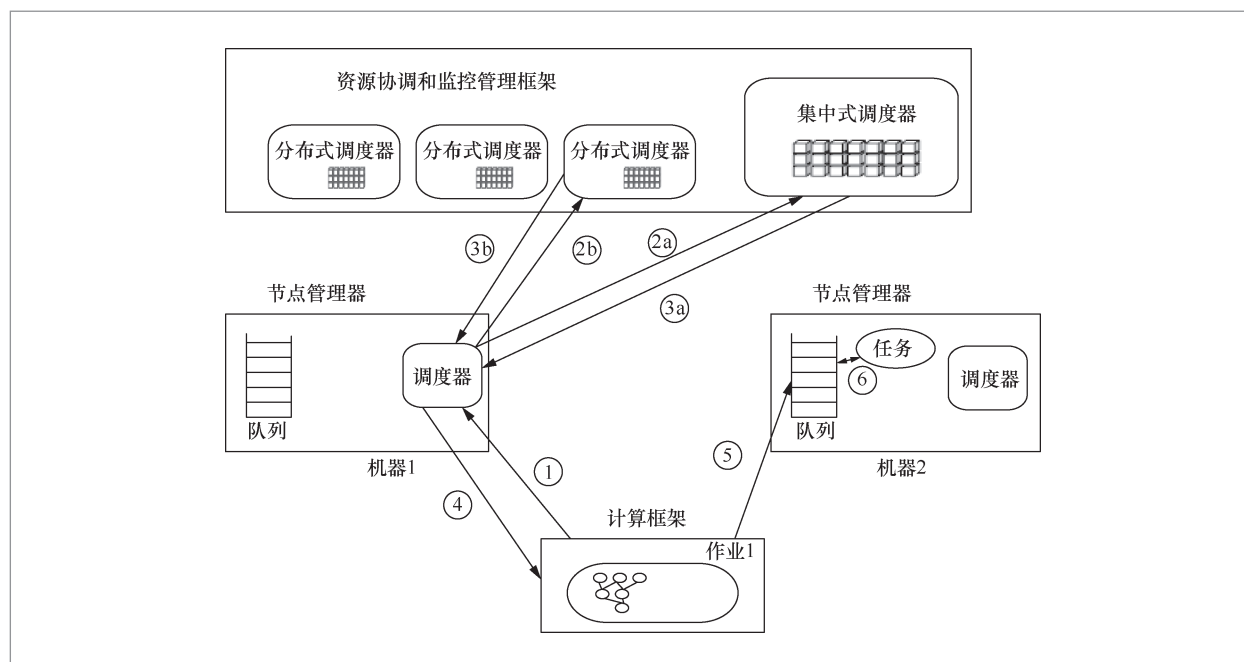 资源协调和监控管理框架
集中式调度器
分布式调度器
分布式调度器
分布式调度器
3b
2b
2a
3a
节点管理器
节点管理器
调度器
队列
机器1
任务
6
调度器
队列
机器2
4
1
5
计算框架
作业1